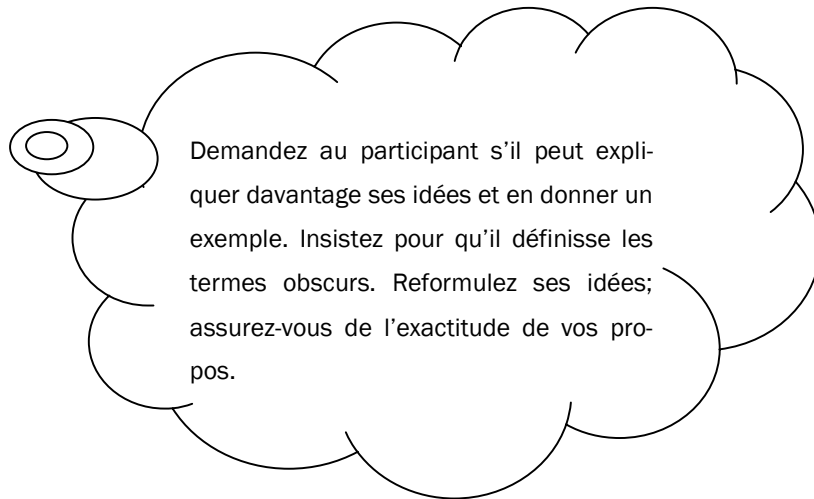 Demandez au participant s’il peut expli-
quer davantage ses idées et en donner un
exemple. Insistez pour qu’il définisse les
termes obscurs. Reformulez ses idées;
assurez-vous de l’exactitude de vos pro-
pos.